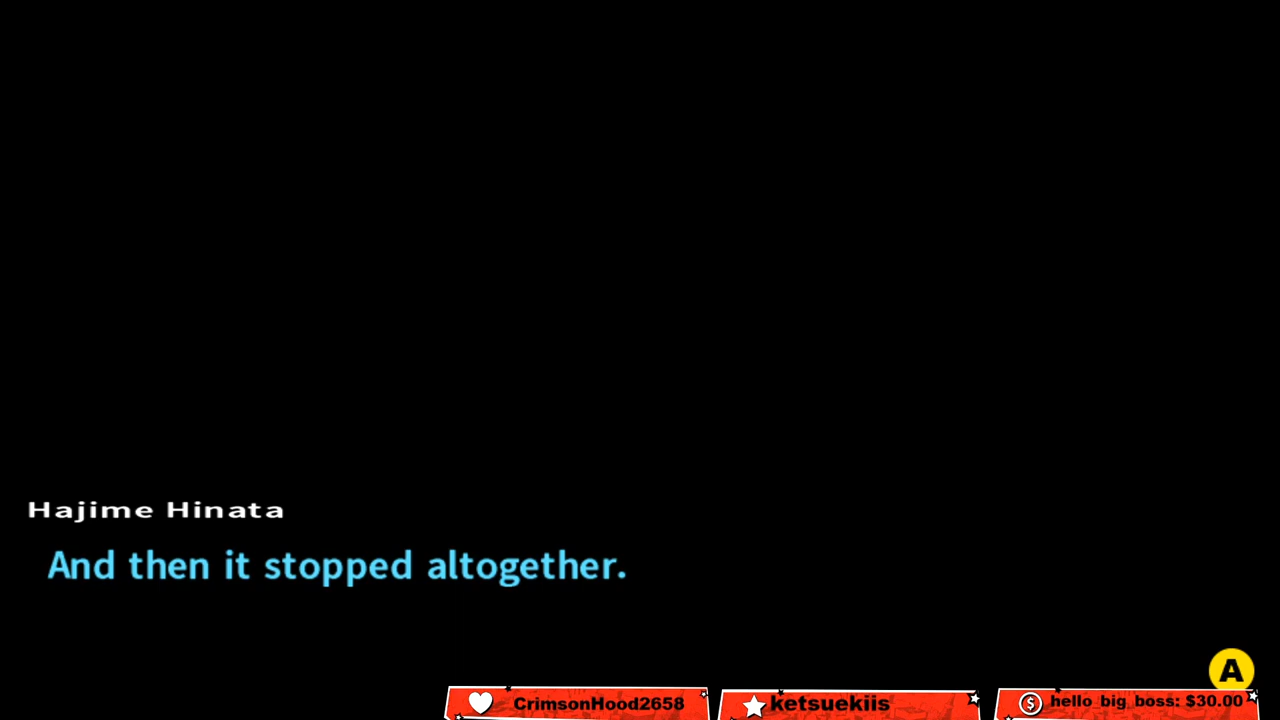 Hajime Hinata
And then it stopped altogether.
A
CrimsonHood2658
ketsuekiis
$ hello big boss: $30.00